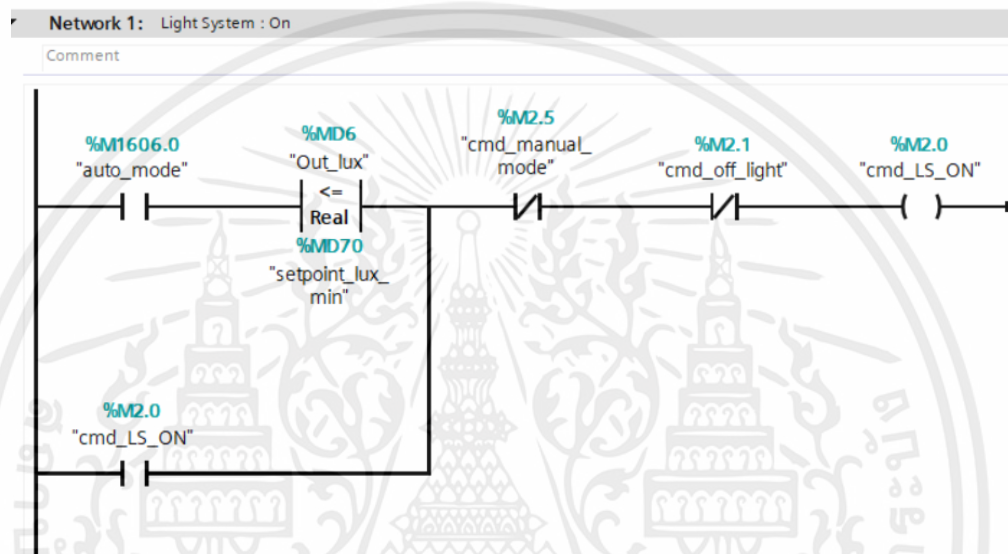 Network 1: Light System : On
Comment
%M1606.0
"auto_mode"
%MD6
"Out_lux"
<=
Real
%MD70
"setpoint_lux_
min"
%M2.5
"cmd_manual_
mode"
%M2.1
"cmd_off_light"
%M2.0
"cmd_LS_ON"
%M2.0
"cmd_LS_ON"